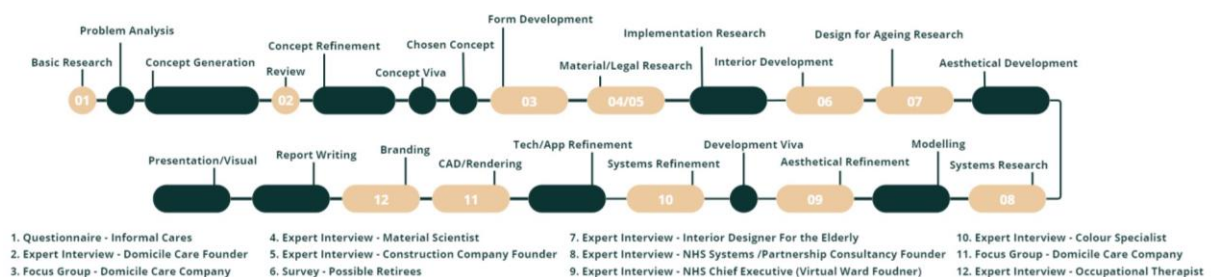 Basic Research
Problem Analysis
Concept Generation
Review
Concept Refinement
Concept Viva
Chosen Concept
Form Development
Material/Legal Research
Implementation Research
Interior Development
Design for Ageing Research
Aesthetical Development
01
02
03
04/05
06
07
Presentation/Visual
Report Writing
Branding
CAD/Rendering
Tech/App Refinement
Systems Refinement
Development Viva
Aesthetical Refinement
Modelling
Systems Research
12
11
10
09
08
1. Questionnaire - Informal Cares
2. Expert Interview - Domicile Care Founder
3. Focus Group - Domicile Care Company
4. Expert Interview - Material Scientist
5. Expert Interview - Construction Company Founder
6. Survey - Possible Retirees
7. Expert Interview - Interior Designer For the Elderly
8. Expert Interview - NHS Systems /Partnership Consultancy Founder
9. Expert Interview - NHS Chief Executive (Virtual Ward Foudner)
10. Expert Interview - Colour Specialist
11. Focus Group - Domicile Care Company
12. Expert Interview - Occupational Therapist